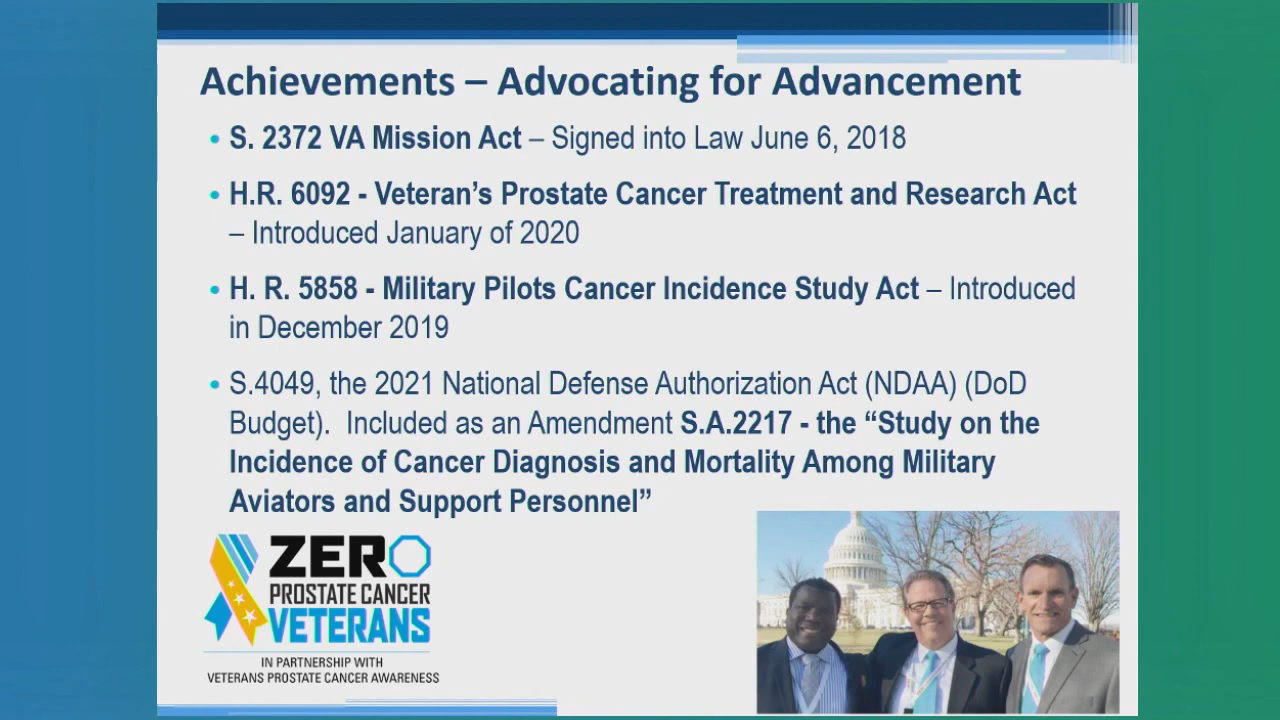 Achievements – Advocating for Advancement
• S. 2372 VA Mission Act – Signed into Law June 6, 2018
• H.R. 6092 - Veteran's Prostate Cancer Treatment and Research Act
– Introduced January of 2020
• H. R. 5858 - Military Pilots Cancer Incidence Study Act – Introduced
in December 2019
• S.4049, the 2021 National Defense Authorization Act (NDAA) (DoD
Budget).  Included as an Amendment S.A.2217 - the “Study on the
Incidence of Cancer Diagnosis and Mortality Among Military
Aviators and Support Personnel”
ZERO
PROSTATE CANCER
VETERANS
IN PARTNERSHIP WITH
VETERANS PROSTATE CANCER AWARENESS